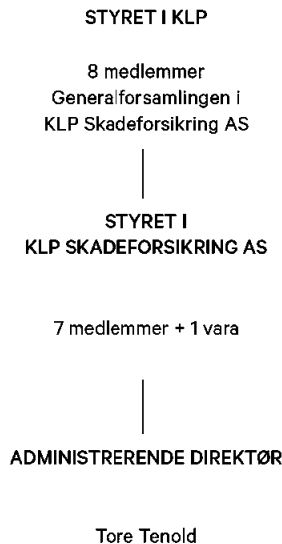 STYRET I KLP
8 medlemmer
Generalforsamlingen i
KLP Skadeforsikring AS
STYRET I
KLP SKADEFORSIKRING AS
7 medlemmer + 1 vara
ADMINISTRERENDE DIREKTØR
Tore Tenold